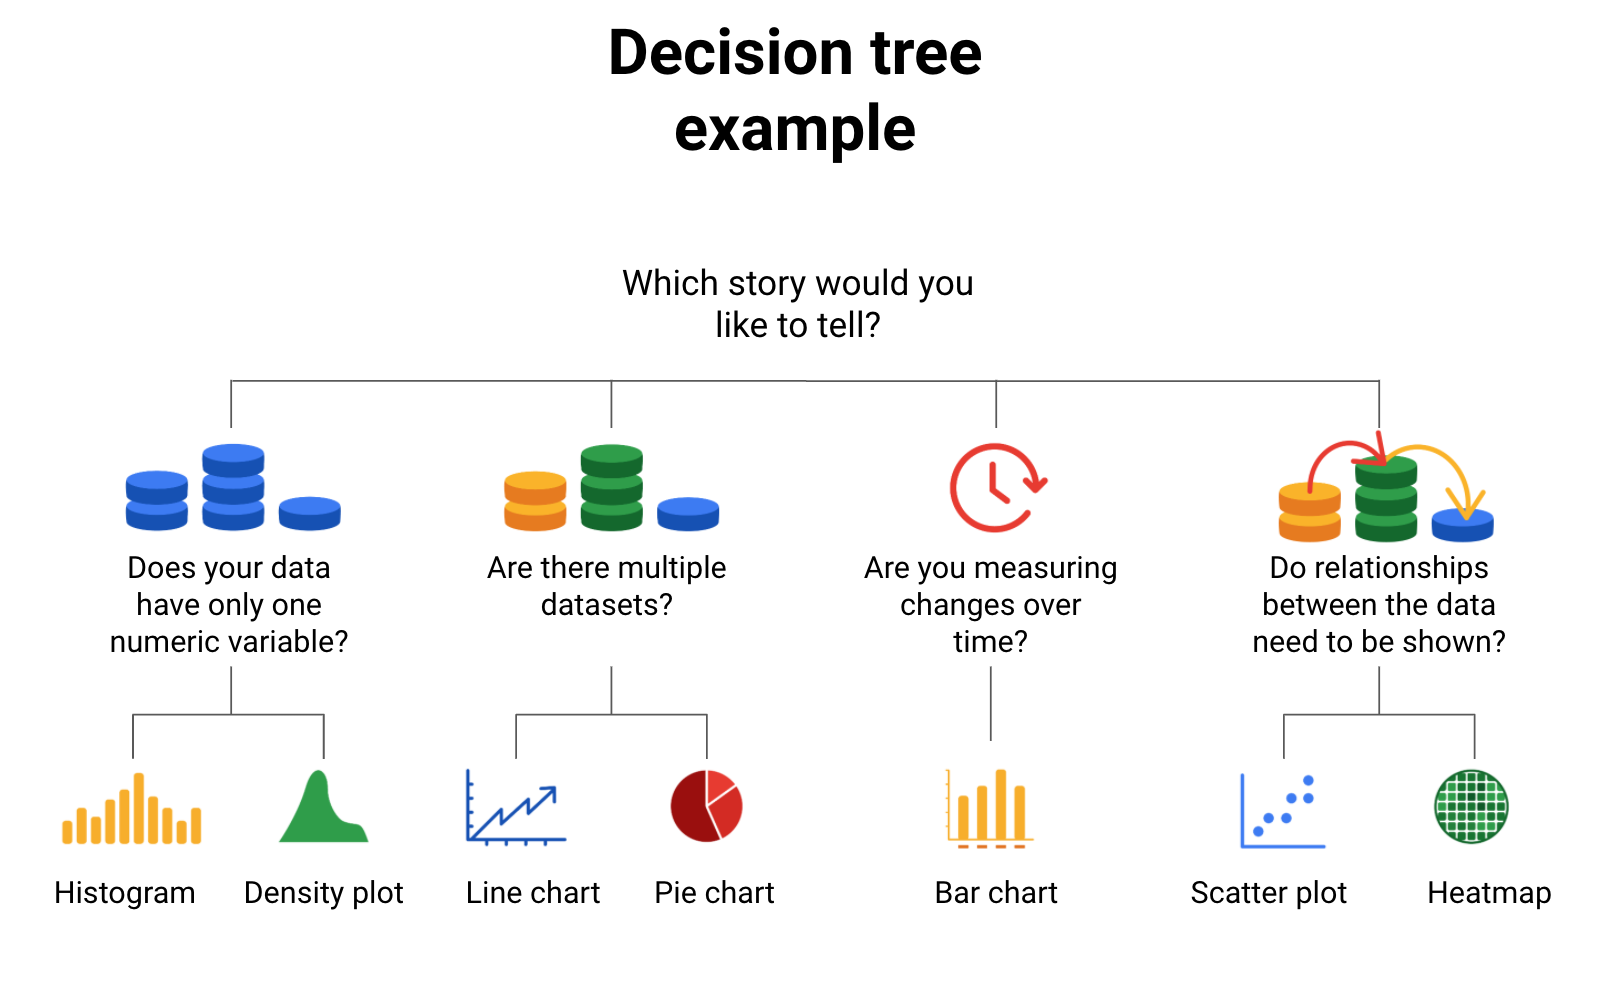 Decision tree
example
Which story would you
like to tell?
Does your data
have only one
numeric variable?
Are there multiple
datasets?
Are you measuring
changes over
time?
Do relationships
between the data
need to be shown?
Histogram
Density plot
Line chart
Pie chart
Bar chart
Scatter plot
Heatmap